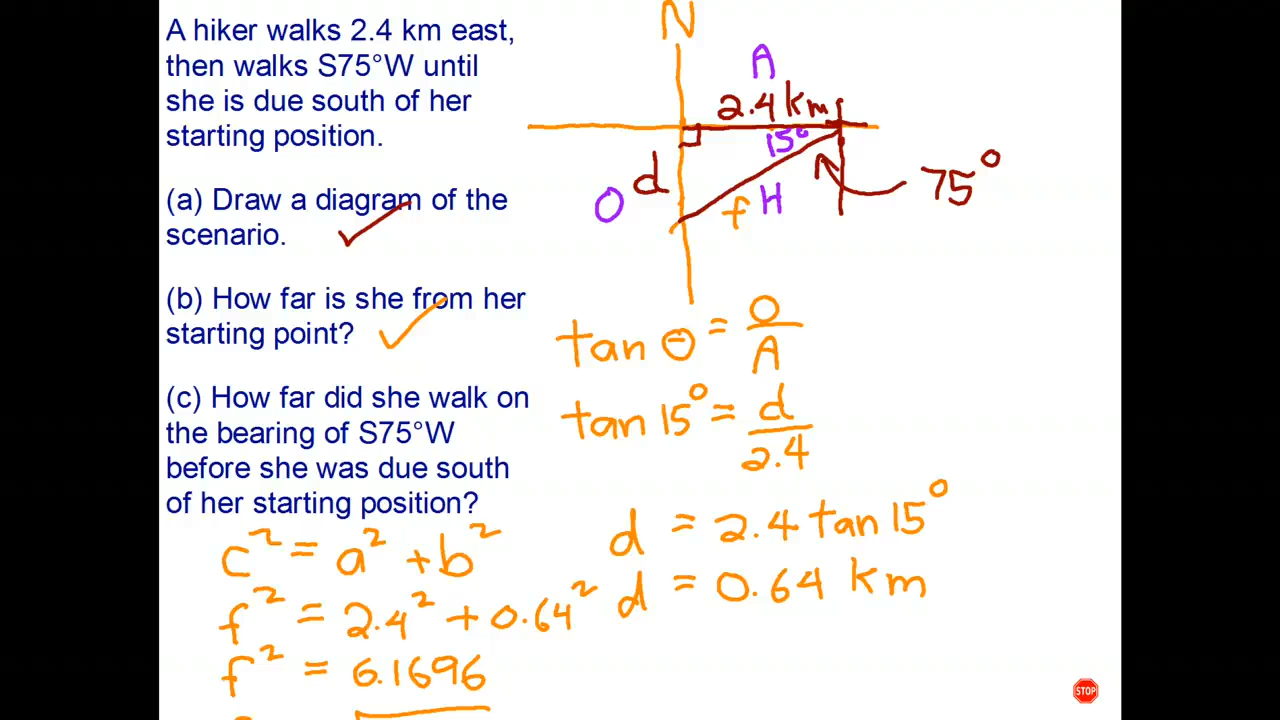 A hiker walks 2.4 km east,
then walks S75°W until
she is due south of her
starting position.
(a) Draw a diagram of the
scenario.
(b) How far is she from her
starting point?
(c) How far did she walk on
the bearing of S75°W
before she was due south
of her starting position?
c² = a² + b²
f² = 2.4² + 0.64²
f² = 6.1696
N
A
2.4 km
15°
d
O
H
f
75°
tan θ = O/A
tan 15° = d/2.4
d = 2.4 tan 15°
d = 0.64 km
STOP